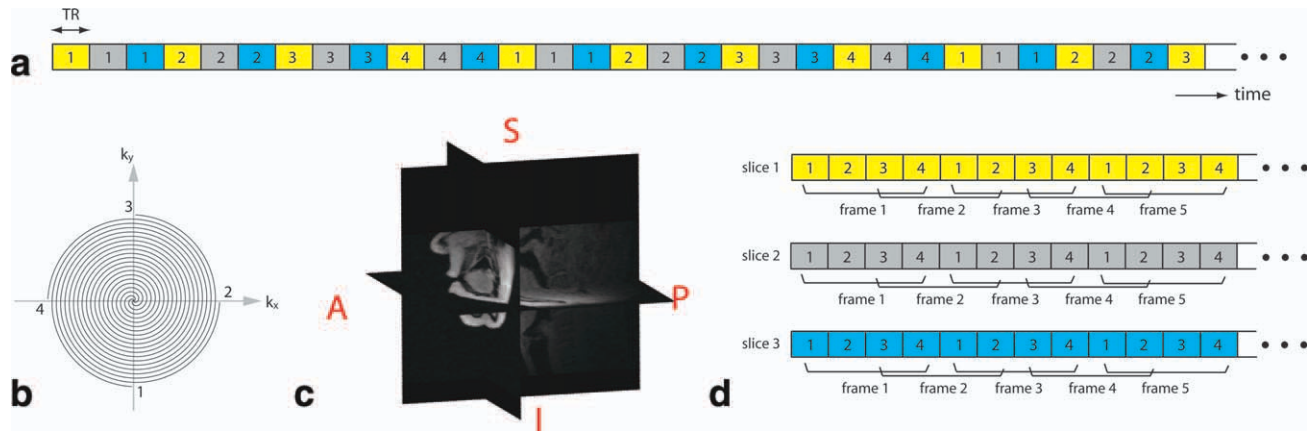 TR
1 1 1 2 2 2 3 3 3 4 4 4 1 1 1 2 2 2 3 3 3 4 4 4 1 1 1 2 2 2 3
a
time
ky
3
2
kx
4
1
b
S
A
P
I
c
slice 1 1 2 3 4 1 2 3 4 1 2 3 4
frame 1 frame 2 frame 3 frame 4 frame 5
slice 2 1 2 3 4 1 2 3 4 1 2 3 4
frame 1 frame 2 frame 3 frame 4 frame 5
slice 3 1 2 3 4 1 2 3 4 1 2 3 4
frame 1 frame 2 frame 3 frame 4 frame 5
d